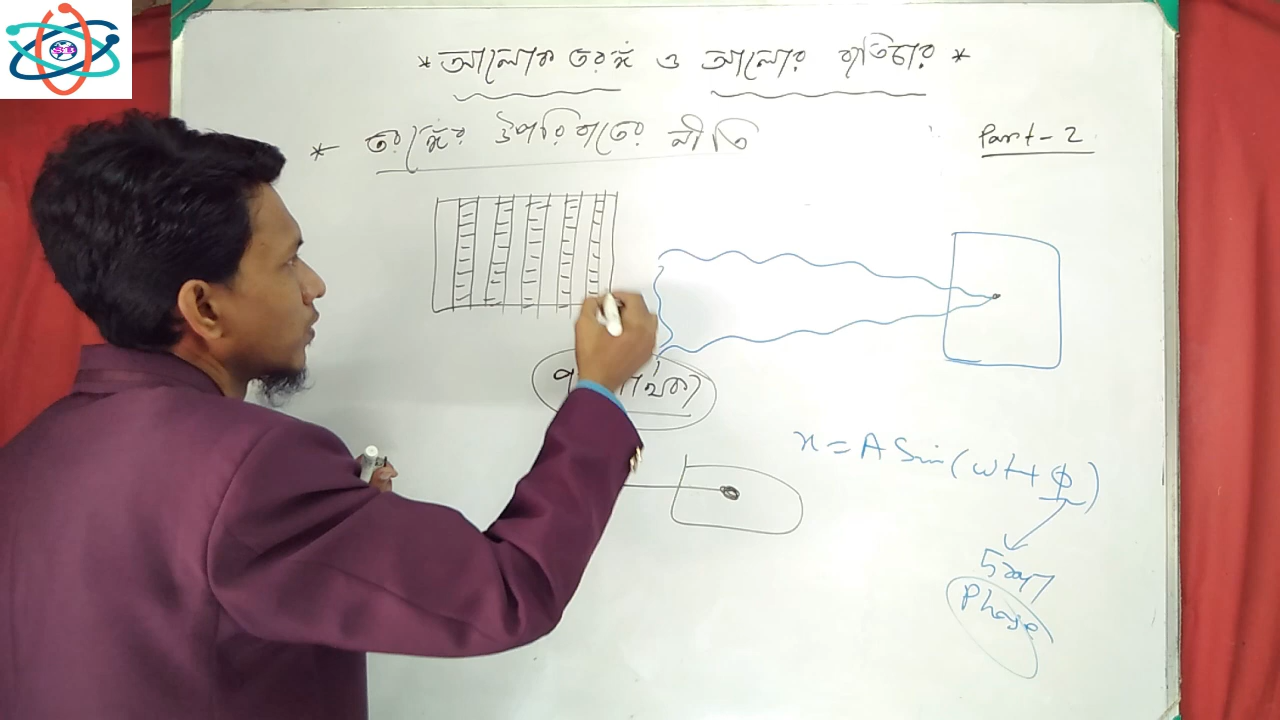 * আলোক তরঙ্গ ও আলোর ব্যতিচার *
* তরঙ্গের উপরিপাতের নীতি
Part - 2
x = A Sin (ωt + φ)
দশা
Phase